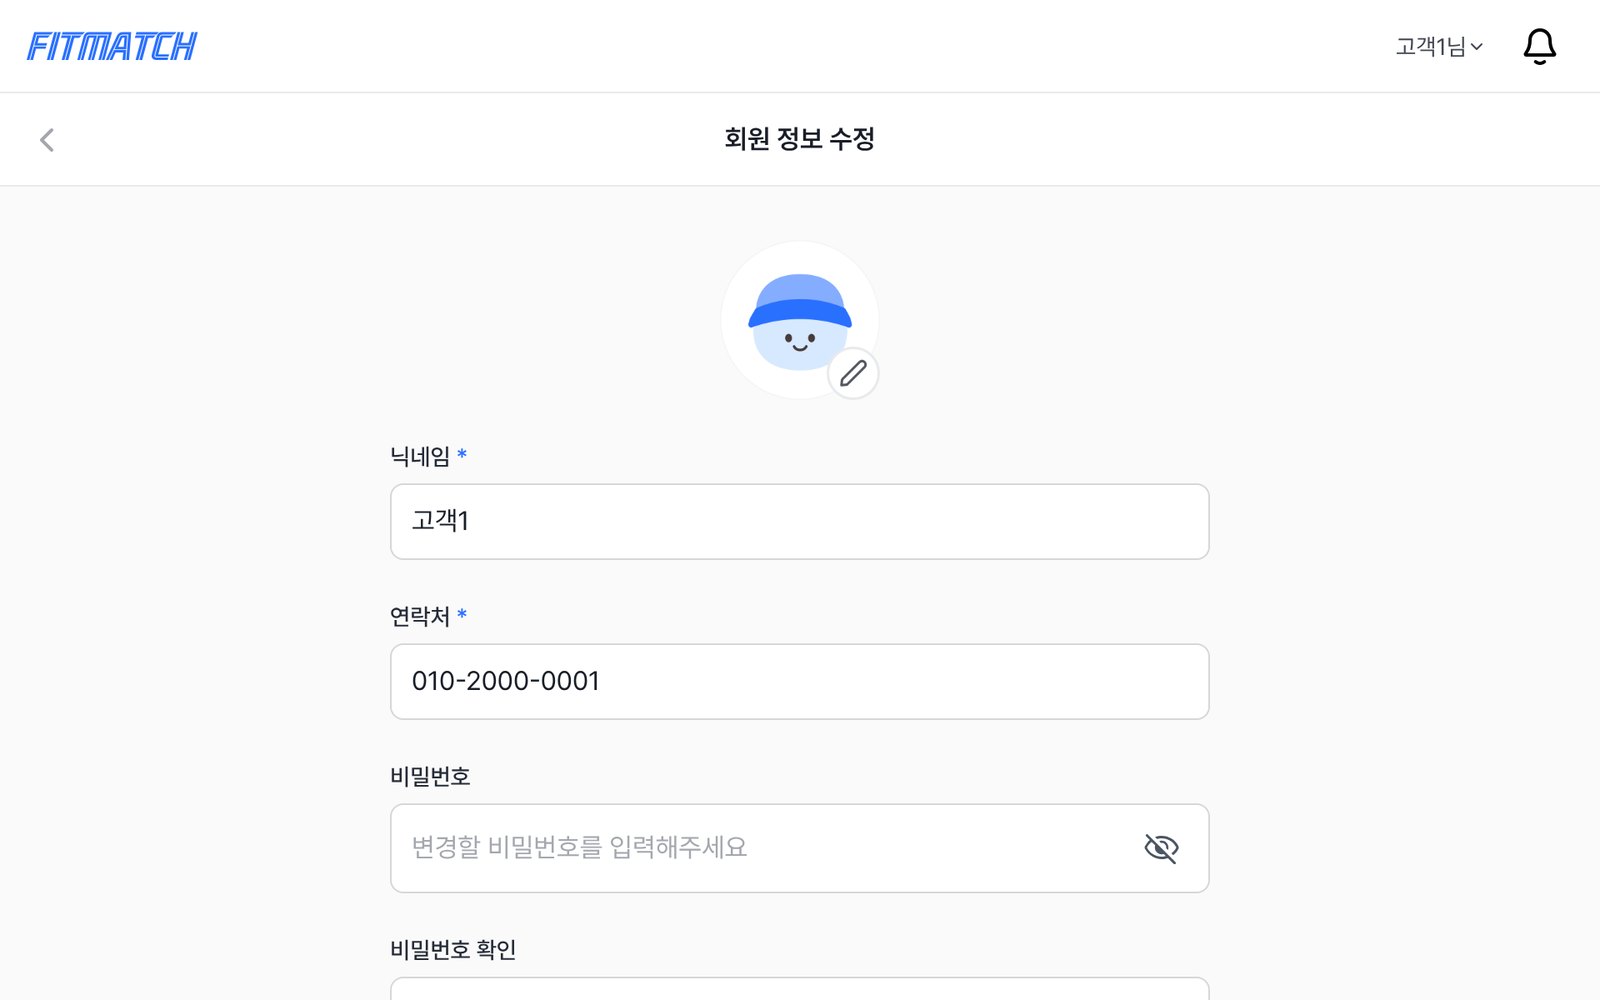 FITMATCH
고객1님
회원 정보 수정
닉네임 *
고객1
연락처 *
010-2000-0001
비밀번호
변경할 비밀번호를 입력해주세요
비밀번호 확인